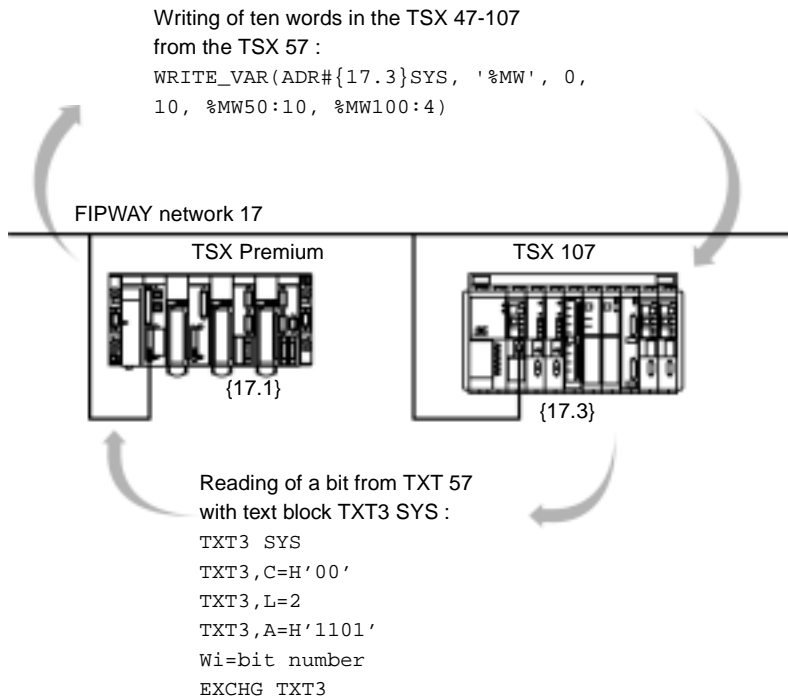 Writing of ten words in the TSX 47-107
from the TSX 57 :
WRITE_VAR(ADR#{17.3}SYS, '%MW', 0,
10, %MW50:10, %MW100:4)
FIPWAY network 17
TSX Premium
TSX 107
{17.1}
{17.3}
Reading of a bit from TXT 57
with text block TXT3 SYS :
TXT3 SYS
TXT3,C=H’00’
TXT3,L=2
TXT3,A=H’1101’
Wi=bit number
EXCHG TXT3